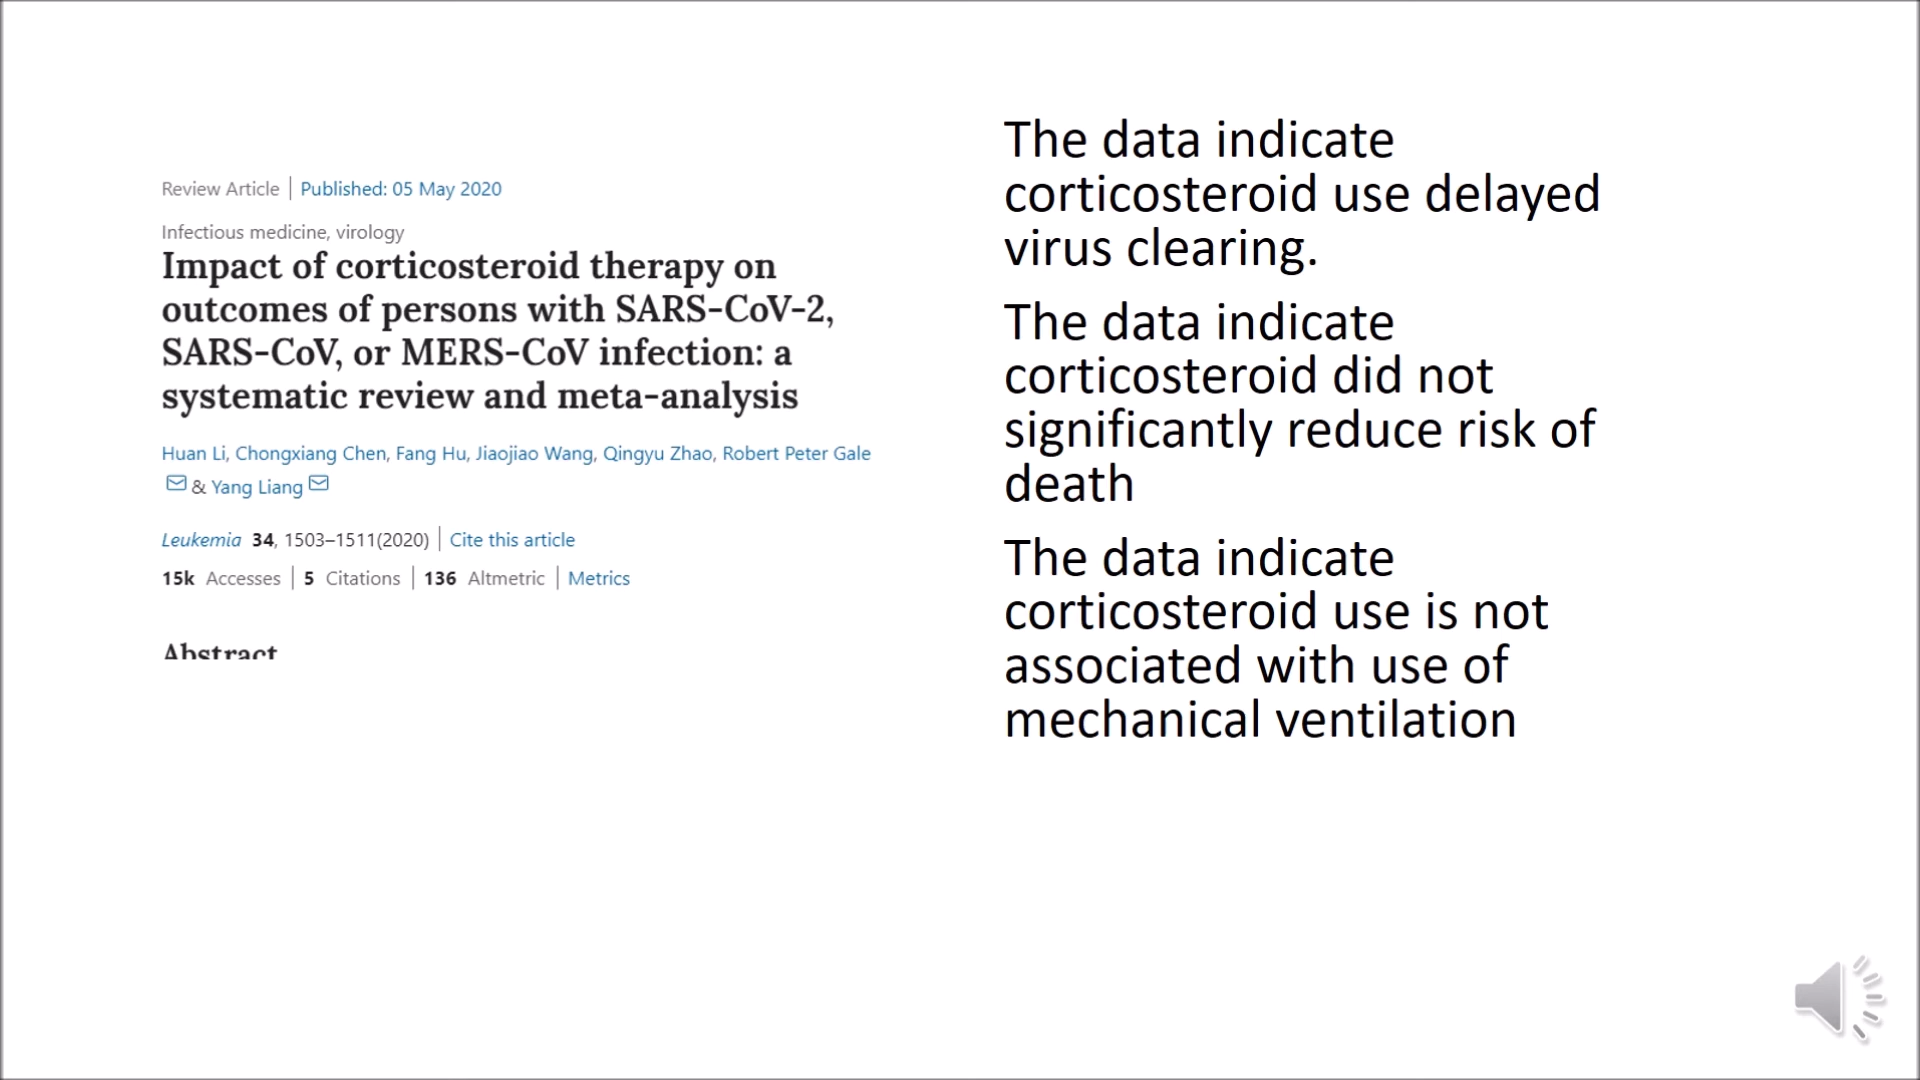 Review Article | Published: 05 May 2020
Infectious medicine, virology
Impact of corticosteroid therapy on
outcomes of persons with SARS-CoV-2,
SARS-CoV, or MERS-CoV infection: a
systematic review and meta-analysis
Huan Li, Chongxiang Chen, Fang Hu, Jiaojiao Wang, Qingyu Zhao, Robert Peter Gale
& Yang Liang
Leukemia 34, 1503–1511(2020) | Cite this article
15k Accesses | 5 Citations | 136 Altmetric | Metrics
Abstract
The data indicate
corticosteroid use delayed
virus clearing.
The data indicate
corticosteroid did not
significantly reduce risk of
death
The data indicate
corticosteroid use is not
associated with use of
mechanical ventilation